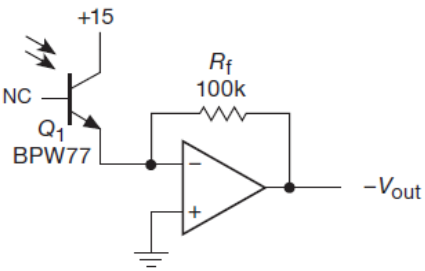 +15
Rf
100k
NC
Q1
BPW77
−
+
−Vout